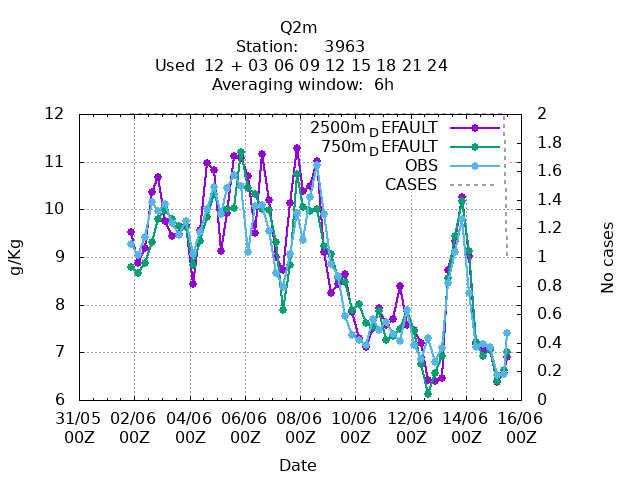 Q2m
Station: 3963
Used 12 + 03 06 09 12 15 18 21 24
Averaging window: 6h
2500m_DEFAULT
750m_DEFAULT
OBS
CASES
12
11
10
9
8
7
6
g/Kg
2
1.8
1.6
1.4
1.2
1
0.8
0.6
0.4
0.2
0
No cases
31/05 02/06 04/06 06/06 08/06 10/06 12/06 14/06 16/06
00Z 00Z 00Z 00Z 00Z 00Z 00Z 00Z 00Z
Date